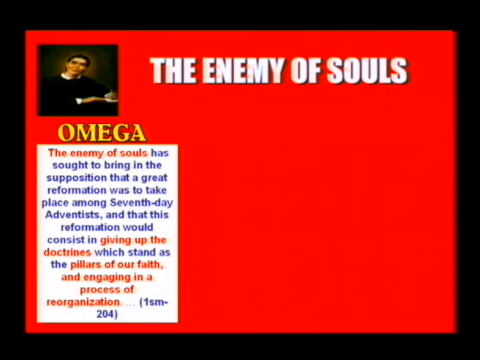 THE ENEMY OF SOULS
OMEGA
The enemy of souls has
sought to bring in the
supposition that a great
reformation was to take
place among Seventh-day
Adventists, and that this
reformation would
consist in giving up the
doctrines which stand as
the pillars of our faith,
and engaging in a
process of
reorganization. ... (1sm-
204)